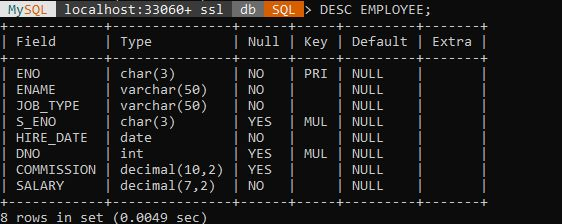 MySQL localhost:33060+ ssl db SQL > DESC EMPLOYEE;
+------------+---------------+------+-----+---------+-------+
| Field      | Type          | Null | Key | Default | Extra |
+------------+---------------+------+-----+---------+-------+
| ENO        | char(3)       | NO   | PRI | NULL    |       |
| ENAME      | varchar(50)   | NO   |     | NULL    |       |
| JOB_TYPE   | varchar(50)   | NO   |     | NULL    |       |
| S_ENO      | char(3)       | YES  | MUL | NULL    |       |
| HIRE_DATE  | date          | NO   |     | NULL    |       |
| DNO        | int           | YES  | MUL | NULL    |       |
| COMMISSION | decimal(10,2) | YES  |     | NULL    |       |
| SALARY     | decimal(7,2)  | NO   |     | NULL    |       |
+------------+---------------+------+-----+---------+-------+
8 rows in set (0.0049 sec)